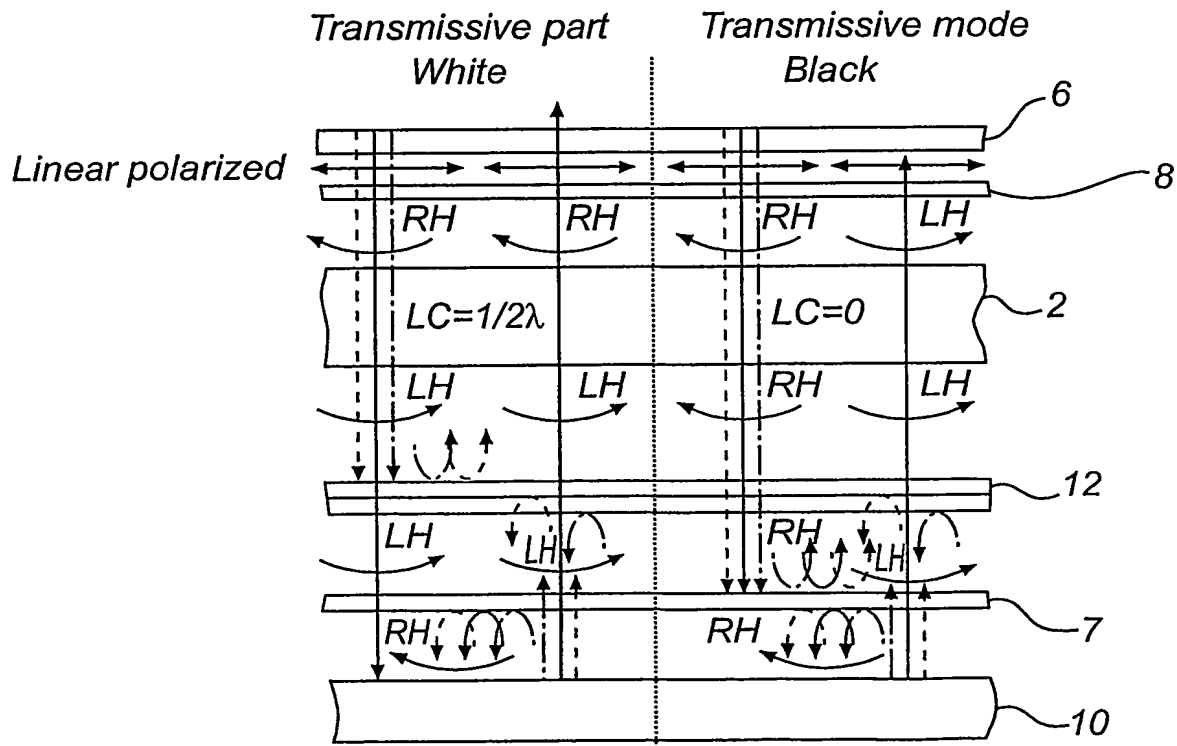 Transmissive part
White
Transmissive mode
Black
6
Linear polarized
8
RH RH RH LH
LC=1/2λ LC=0
2
LH LH RH LH
12
LH LH RH LH
7
RH RH
10